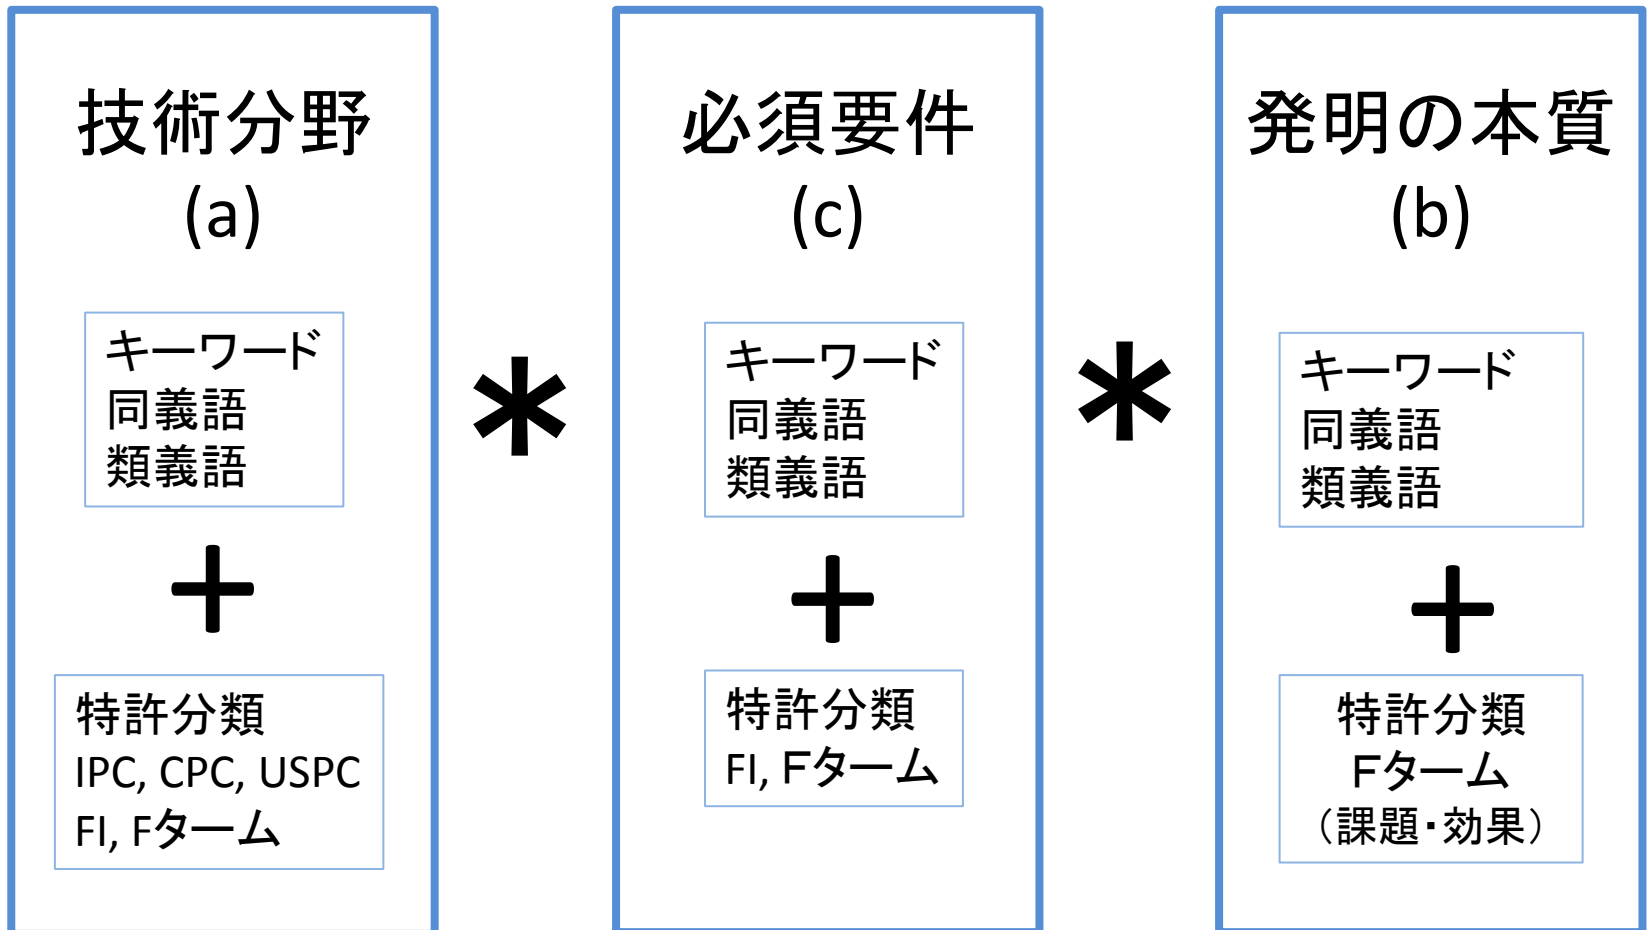 技術分野
(a)
キーワード
同義語
類義語
+
特許分類
IPC, CPC, USPC
FI, Fターム
*
必須要件
(c)
キーワード
同義語
類義語
+
特許分類
FI, Fターム
*
発明の本質
(b)
キーワード
同義語
類義語
+
特許分類
Fターム
（課題・効果）